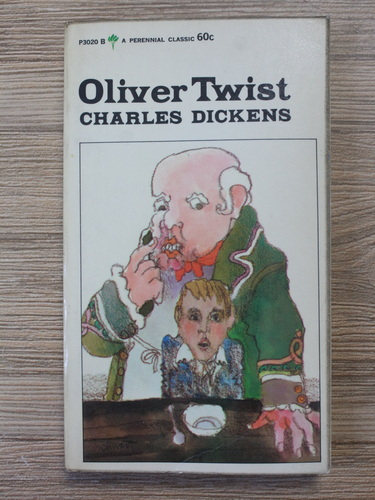 P3020 B A PERENNIAL CLASSIC 60c
Oliver Twist
CHARLES DICKENS